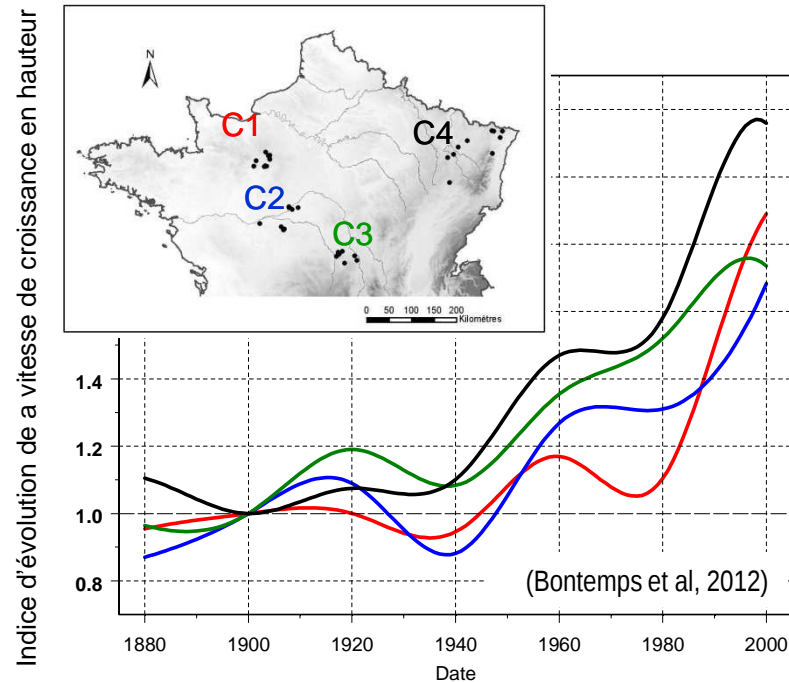 Indice d'évolution de a vitesse de croissance en hauteur
N
C1
C4
C2
C3
0 50 100 150 200
Kilomètres
1.4
1.2
1.0
0.8
(Bontemps et al, 2012)
1880 1900 1920 1940 1960 1980 2000
Date